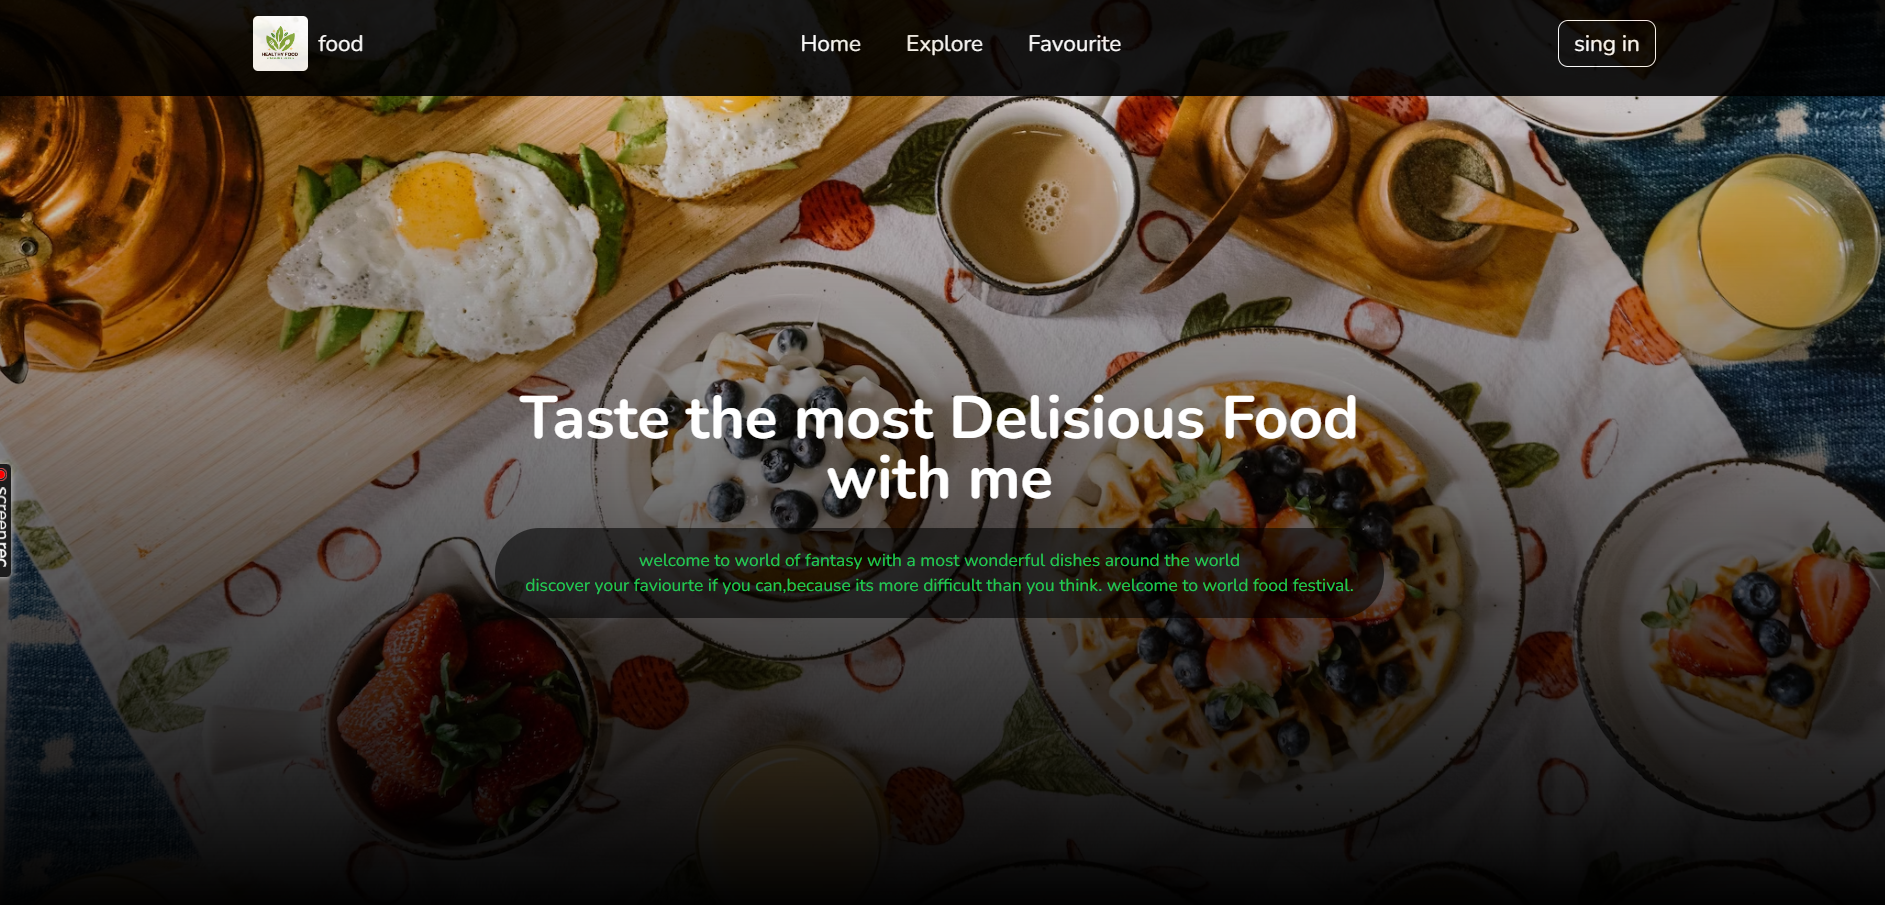 HEALTHY FOOD
food
Home
Explore
Favourite
sing in
Taste the most Delisious Food
with me
welcome to world of fantasy with a most wonderful dishes around the world
discover your faviourte if you can,because its more difficult than you think. welcome to world food festival.
screenrec